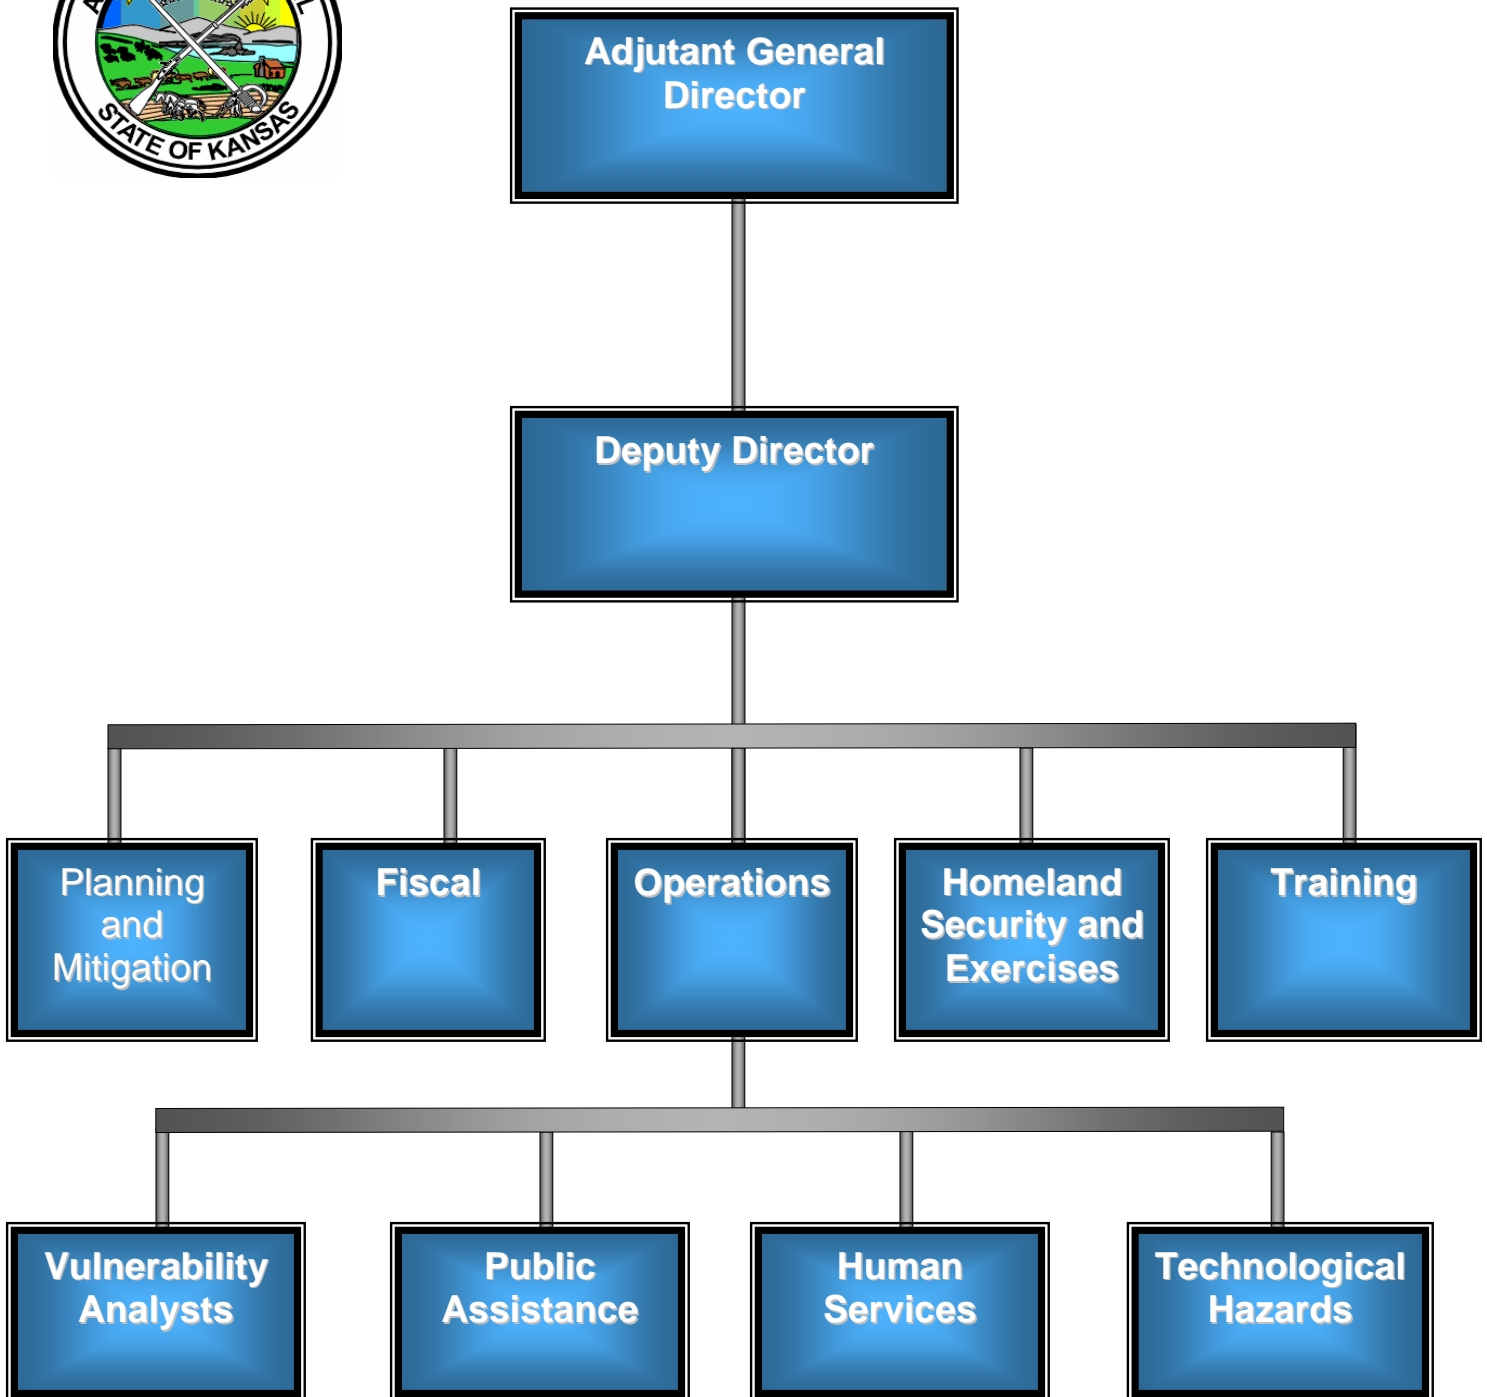 STATE OF KANSAS
Adjutant General
Director
Deputy Director
Planning
and
Mitigation
Fiscal
Operations
Homeland
Security and
Exercises
Training
Vulnerability
Analysts
Public
Assistance
Human
Services
Technological
Hazards